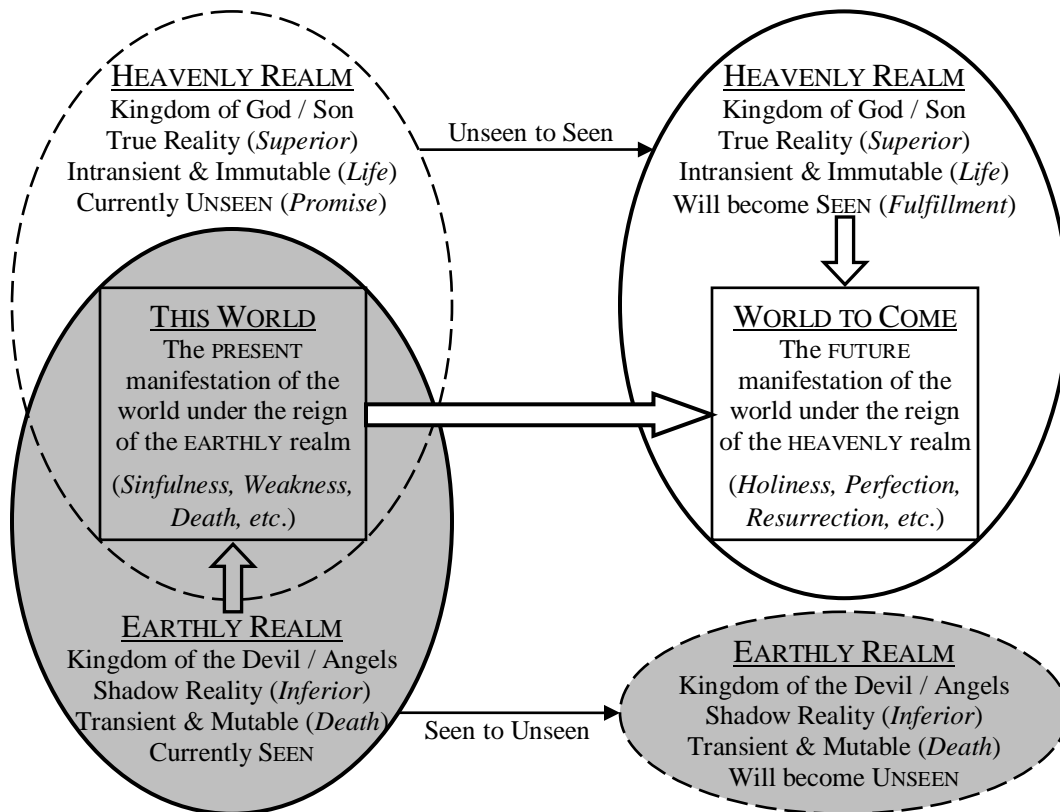 HEAVENLY REALM
Kingdom of God / Son
True Reality (Superior)
Intransient & Immutable (Life)
Currently UNSEEN (Promise)
Unseen to Seen
HEAVENLY REALM
Kingdom of God / Son
True Reality (Superior)
Intransient & Immutable (Life)
Will become SEEN (Fulfillment)
THIS WORLD
The PRESENT
manifestation of the
world under the reign
of the EARTHLY realm
(Sinfulness, Weakness,
Death, etc.)
WORLD TO COME
The FUTURE
manifestation of the
world under the reign
of the HEAVENLY realm
(Holiness, Perfection,
Resurrection, etc.)
EARTHLY REALM
Kingdom of the Devil / Angels
Shadow Reality (Inferior)
Transient & Mutable (Death)
Currently SEEN
Seen to Unseen
EARTHLY REALM
Kingdom of the Devil / Angels
Shadow Reality (Inferior)
Transient & Mutable (Death)
Will become UNSEEN